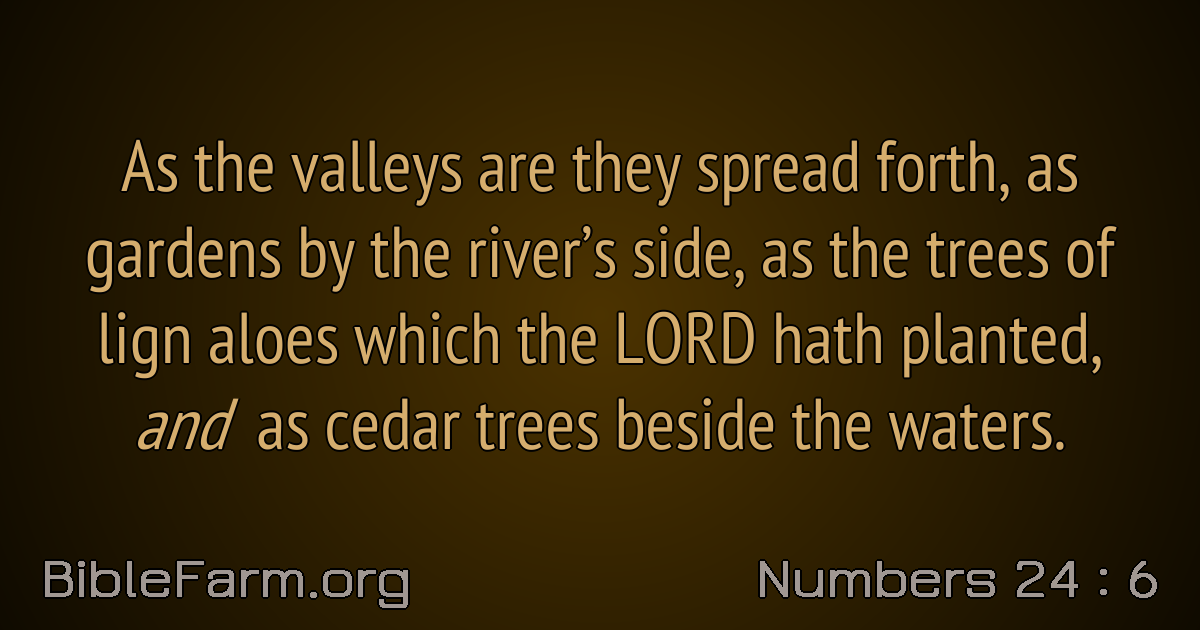 As the valleys are they spread forth, as
gardens by the river’s side, as the trees of
lign aloes which the LORD hath planted,
and as cedar trees beside the waters.
BibleFarm.org
Numbers 24 : 6